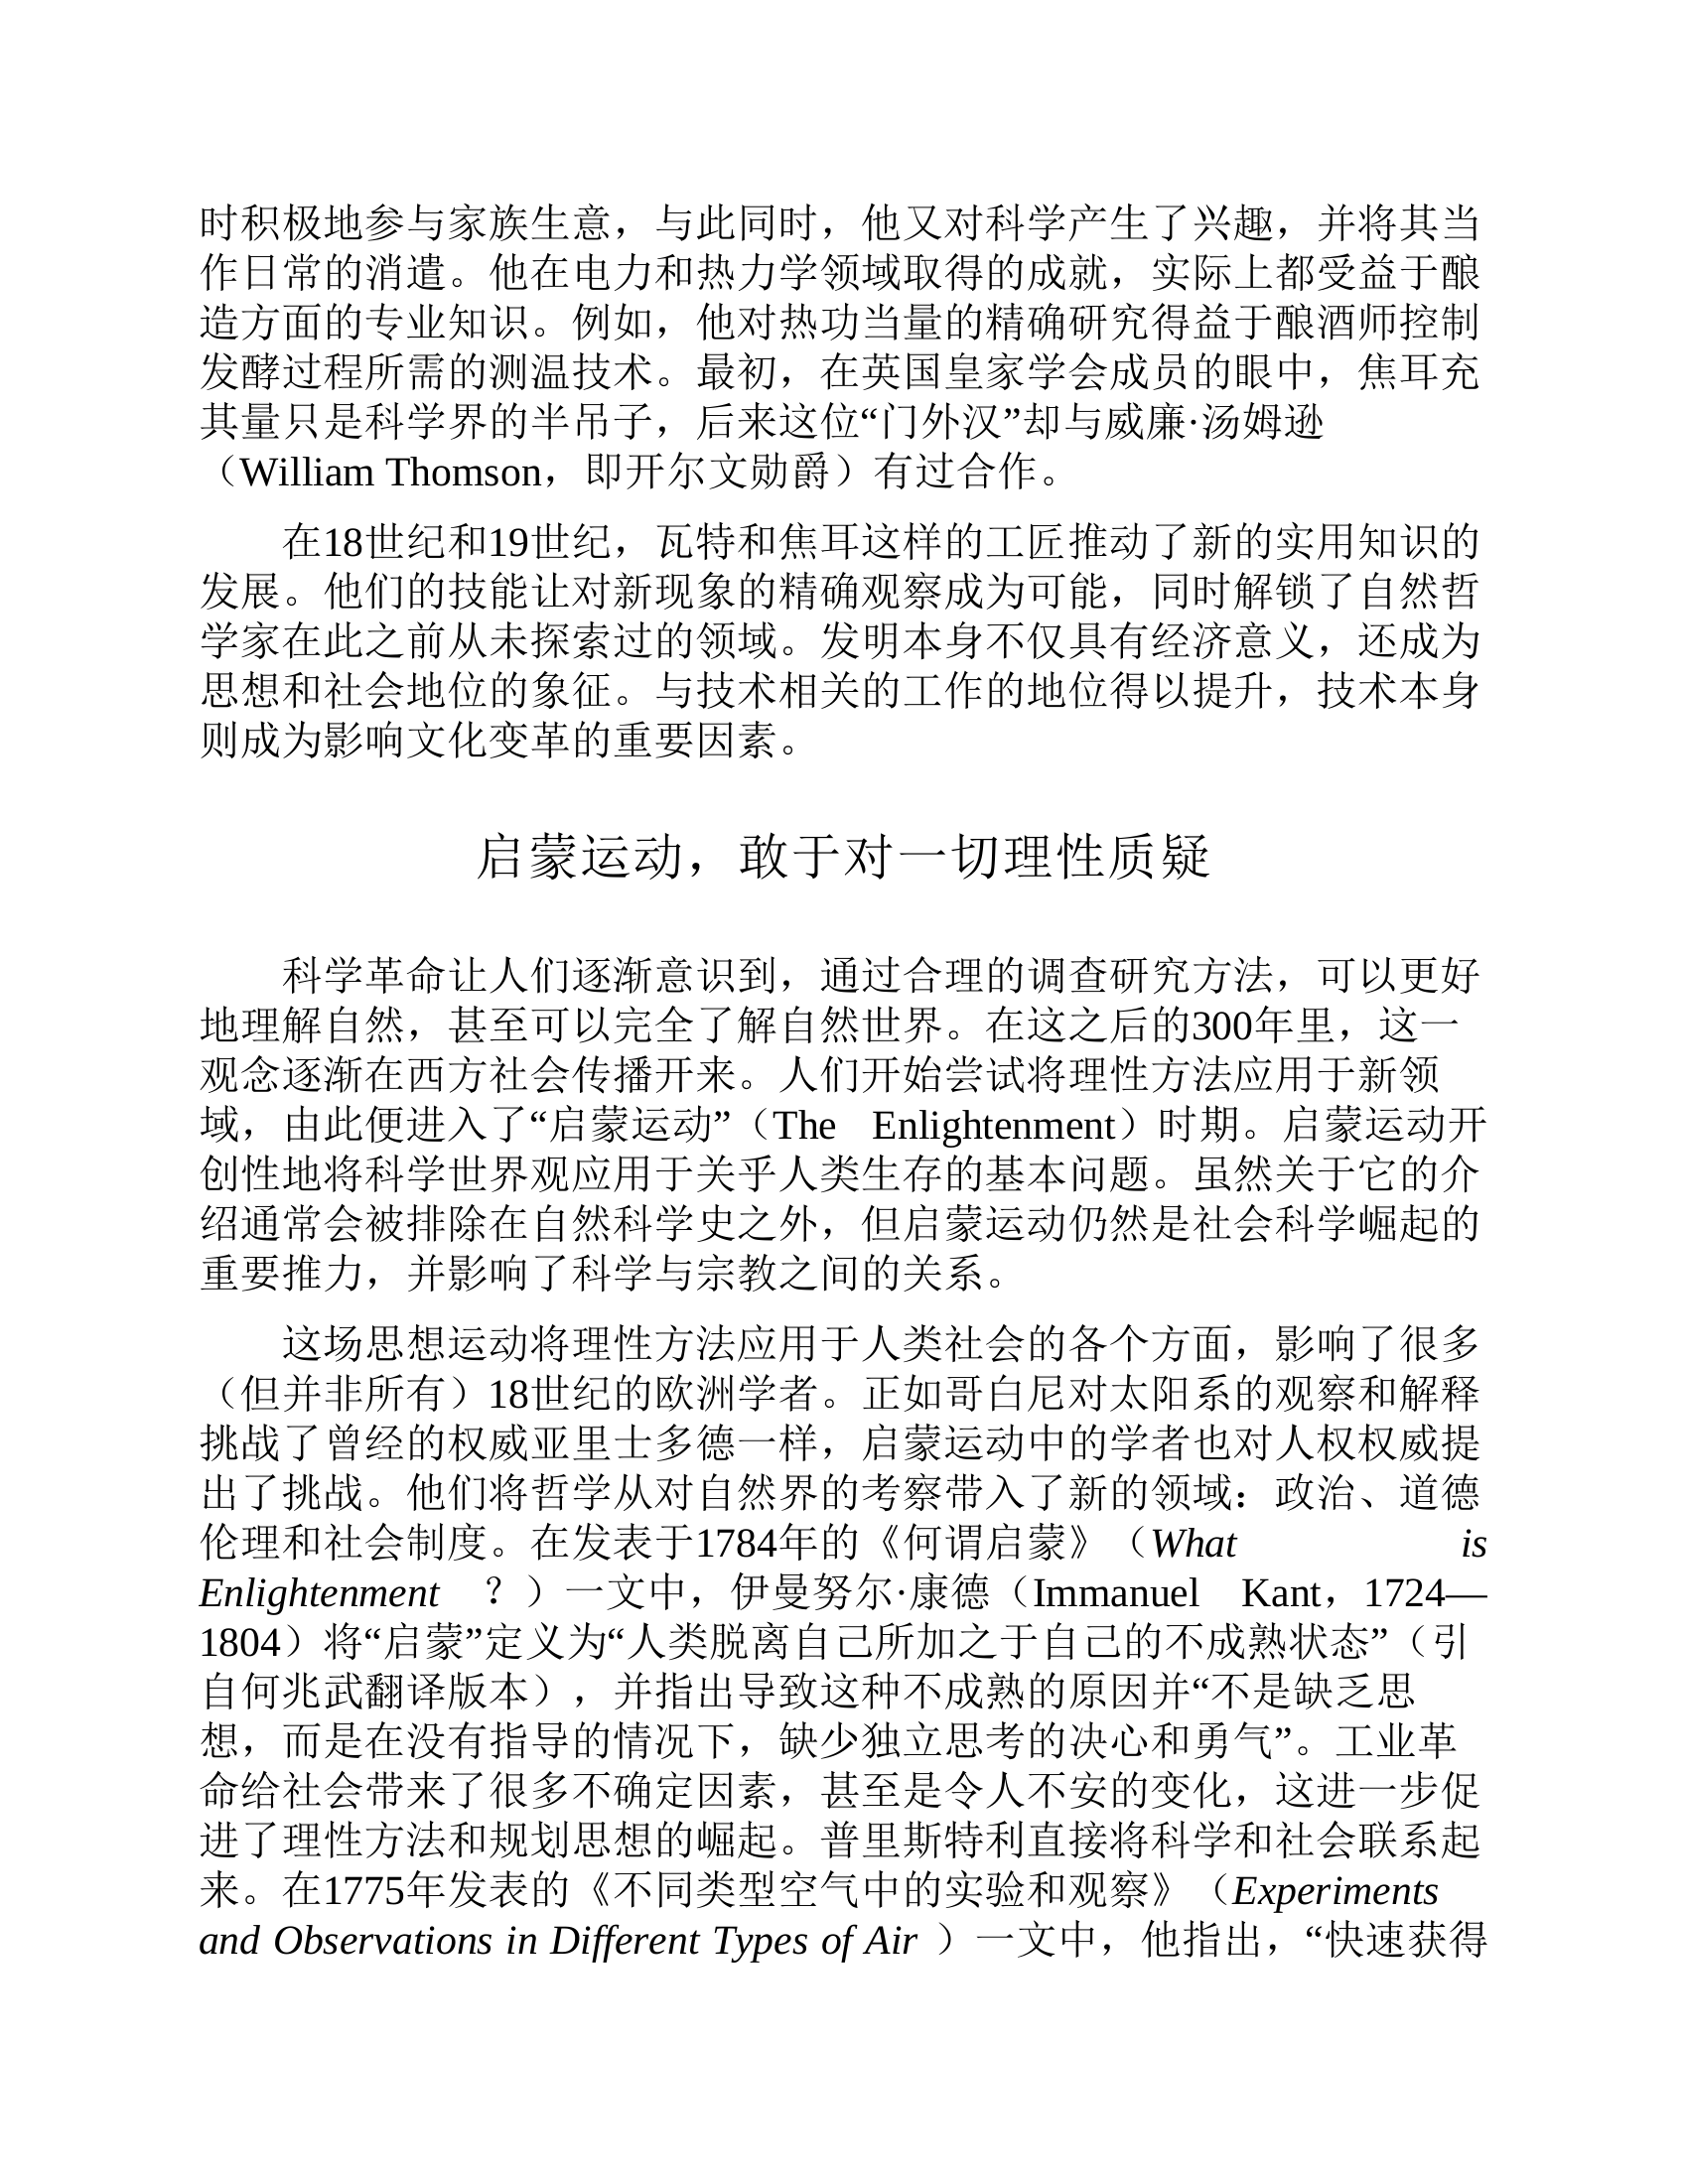 时积极地参与家族生意，与此同时，他又对科学产生了兴趣，并将其当
作日常的消遣。他在电力和热力学领域取得的成就，实际上都受益于酿
造方面的专业知识。例如，他对热功当量的精确研究得益于酿酒师控制
发酵过程所需的测温技术。最初，在英国皇家学会成员的眼中，焦耳充
其量只是科学界的半吊子，后来这位“门外汉”却与威廉·汤姆逊
（William Thomson，即开尔文勋爵）有过合作。
在18世纪和19世纪，瓦特和焦耳这样的工匠推动了新的实用知识的
发展。他们的技能让对新现象的精确观察成为可能，同时解锁了自然哲
学家在此之前从未探索过的领域。发明本身不仅具有经济意义，还成为
思想和社会地位的象征。与技术相关的工作的地位得以提升，技术本身
则成为影响文化变革的重要因素。
启蒙运动，敢于对一切理性质疑
科学革命让人们逐渐意识到，通过合理的调查研究方法，可以更好
地理解自然，甚至可以完全了解自然世界。在这之后的300年里，这一
观念逐渐在西方社会传播开来。人们开始尝试将理性方法应用于新领
域，由此便进入了“启蒙运动”（The Enlightenment）时期。启蒙运动开
创性地将科学世界观应用于关乎人类生存的基本问题。虽然关于它的介
绍通常会被排除在自然科学史之外，但启蒙运动仍然是社会科学崛起的
重要推力，并影响了科学与宗教之间的关系。
这场思想运动将理性方法应用于人类社会的各个方面，影响了很多
（但并非所有）18世纪的欧洲学者。正如哥白尼对太阳系的观察和解释
挑战了曾经的权威亚里士多德一样，启蒙运动中的学者也对人权权威提
出了挑战。他们将哲学从对自然界的考察带入了新的领域：政治、道德
伦理和社会制度。在发表于1784年的《何谓启蒙》（What is
Enlightenment ？）一文中，伊曼努尔·康德（Immanuel Kant，1724—
1804）将“启蒙”定义为“人类脱离自己所加之于自己的不成熟状态”（引
自何兆武翻译版本），并指出导致这种不成熟的原因并“不是缺乏思
想，而是在没有指导的情况下，缺少独立思考的决心和勇气”。工业革
命给社会带来了很多不确定因素，甚至是令人不安的变化，这进一步促
进了理性方法和规划思想的崛起。普里斯特利直接将科学和社会联系起
来。在1775年发表的《不同类型空气中的实验和观察》（Experiments
and Observations in Different Types of Air ）一文中，他指出，“快速获得